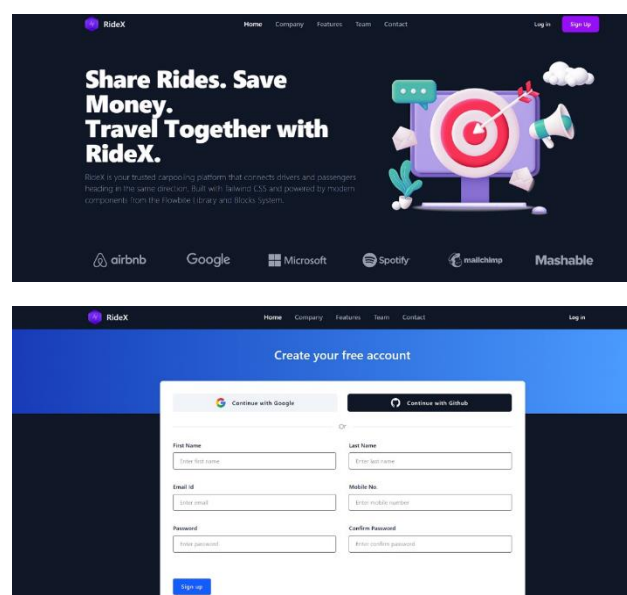 RideX
Home Company Features Team Contact
Log in Sign Up
Share Rides. Save
Money.
Travel Together with
RideX.
RideX is your trusted carpooling platform that connects drivers and passengers
heading in the same direction. Built with Tailwind CSS and powered by modern
components from the Flowbite Library and Blocks System.
airbnb Google Microsoft Spotify mailchimp Mashable
RideX
Home Company Features Team Contact
Log in
Create your free account
Continue with Google Continue with Github
Or
First Name Last Name
Enter first name Enter last name
Email Id Mobile No.
Enter email Enter mobile number
Password Confirm Password
Enter password Enter confirm password
Sign up